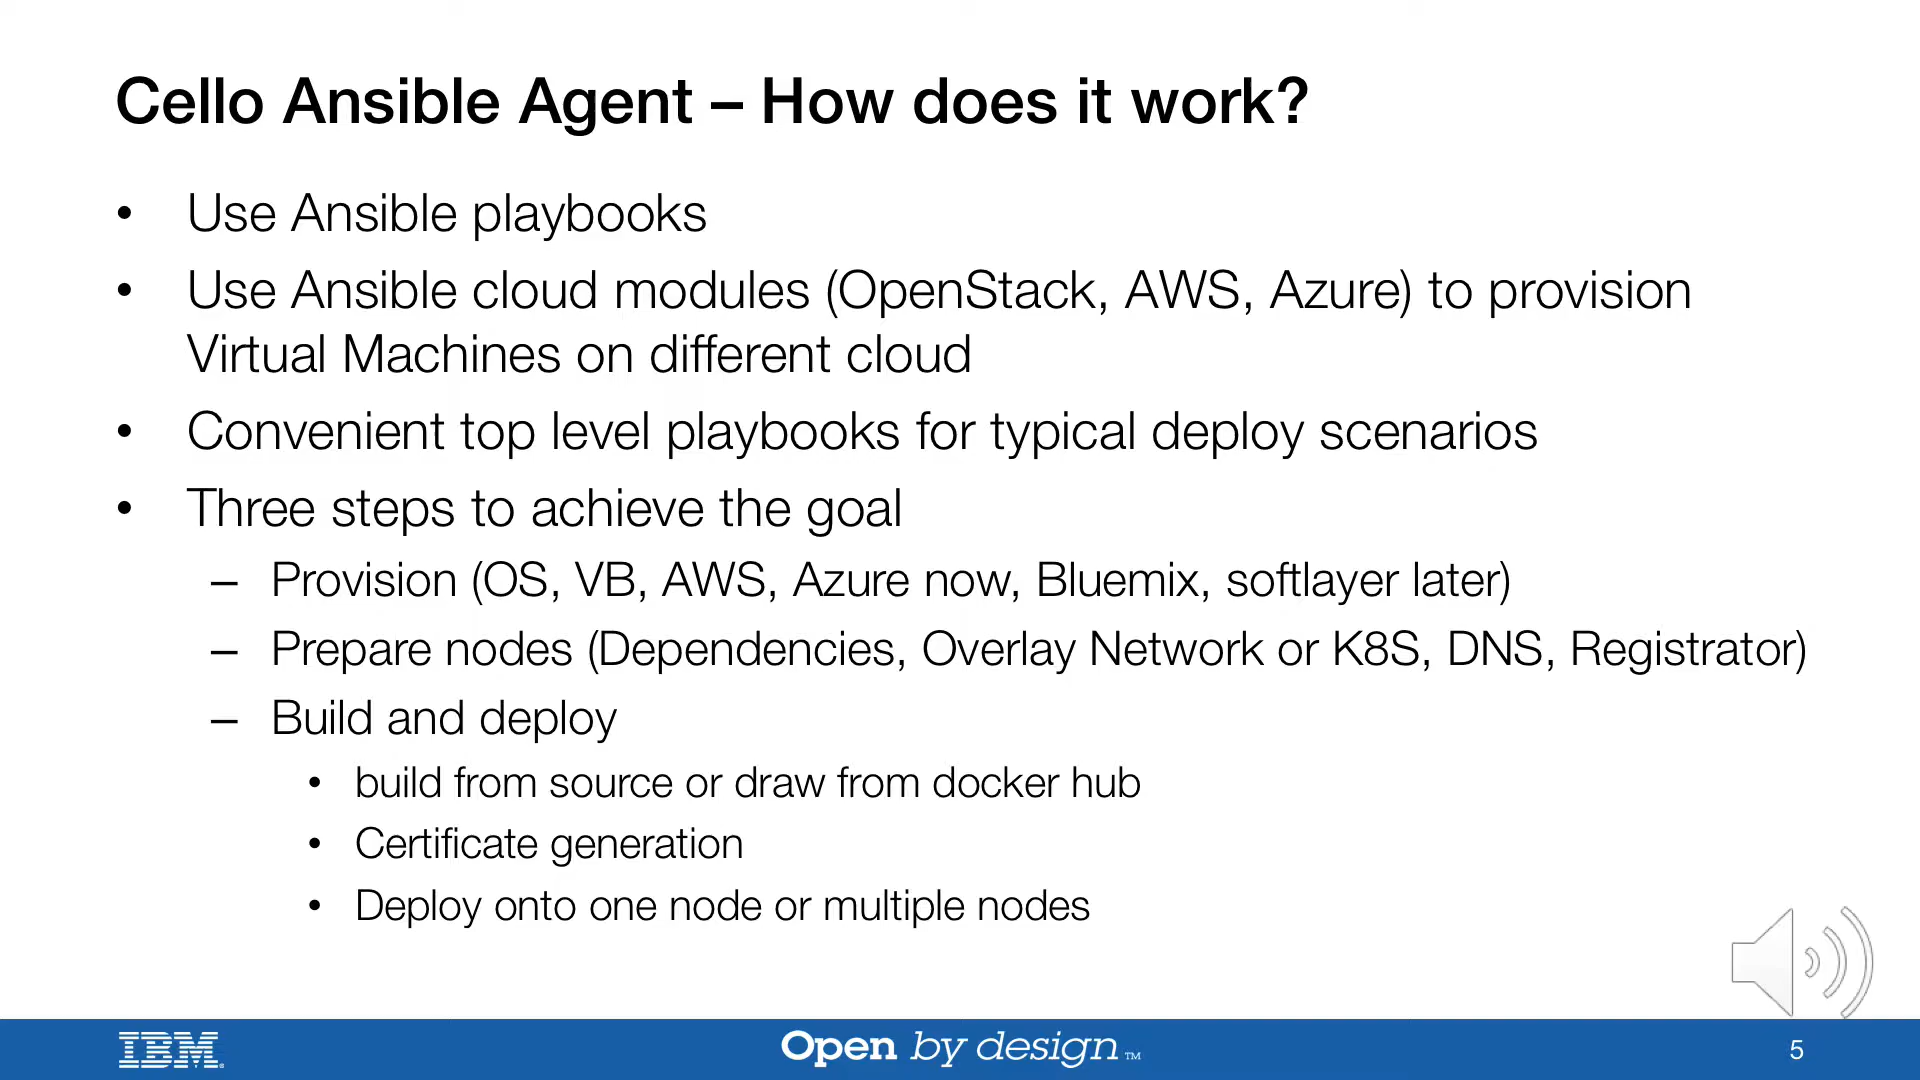 Cello Ansible Agent – How does it work?
• Use Ansible playbooks
• Use Ansible cloud modules (OpenStack, AWS, Azure) to provision
Virtual Machines on different cloud
• Convenient top level playbooks for typical deploy scenarios
• Three steps to achieve the goal
– Provision (OS, VB, AWS, Azure now, Bluemix, softlayer later)
– Prepare nodes (Dependencies, Overlay Network or K8S, DNS, Registrator)
– Build and deploy
• build from source or draw from docker hub
• Certificate generation
• Deploy onto one node or multiple nodes
IBM® Open by design™ 5